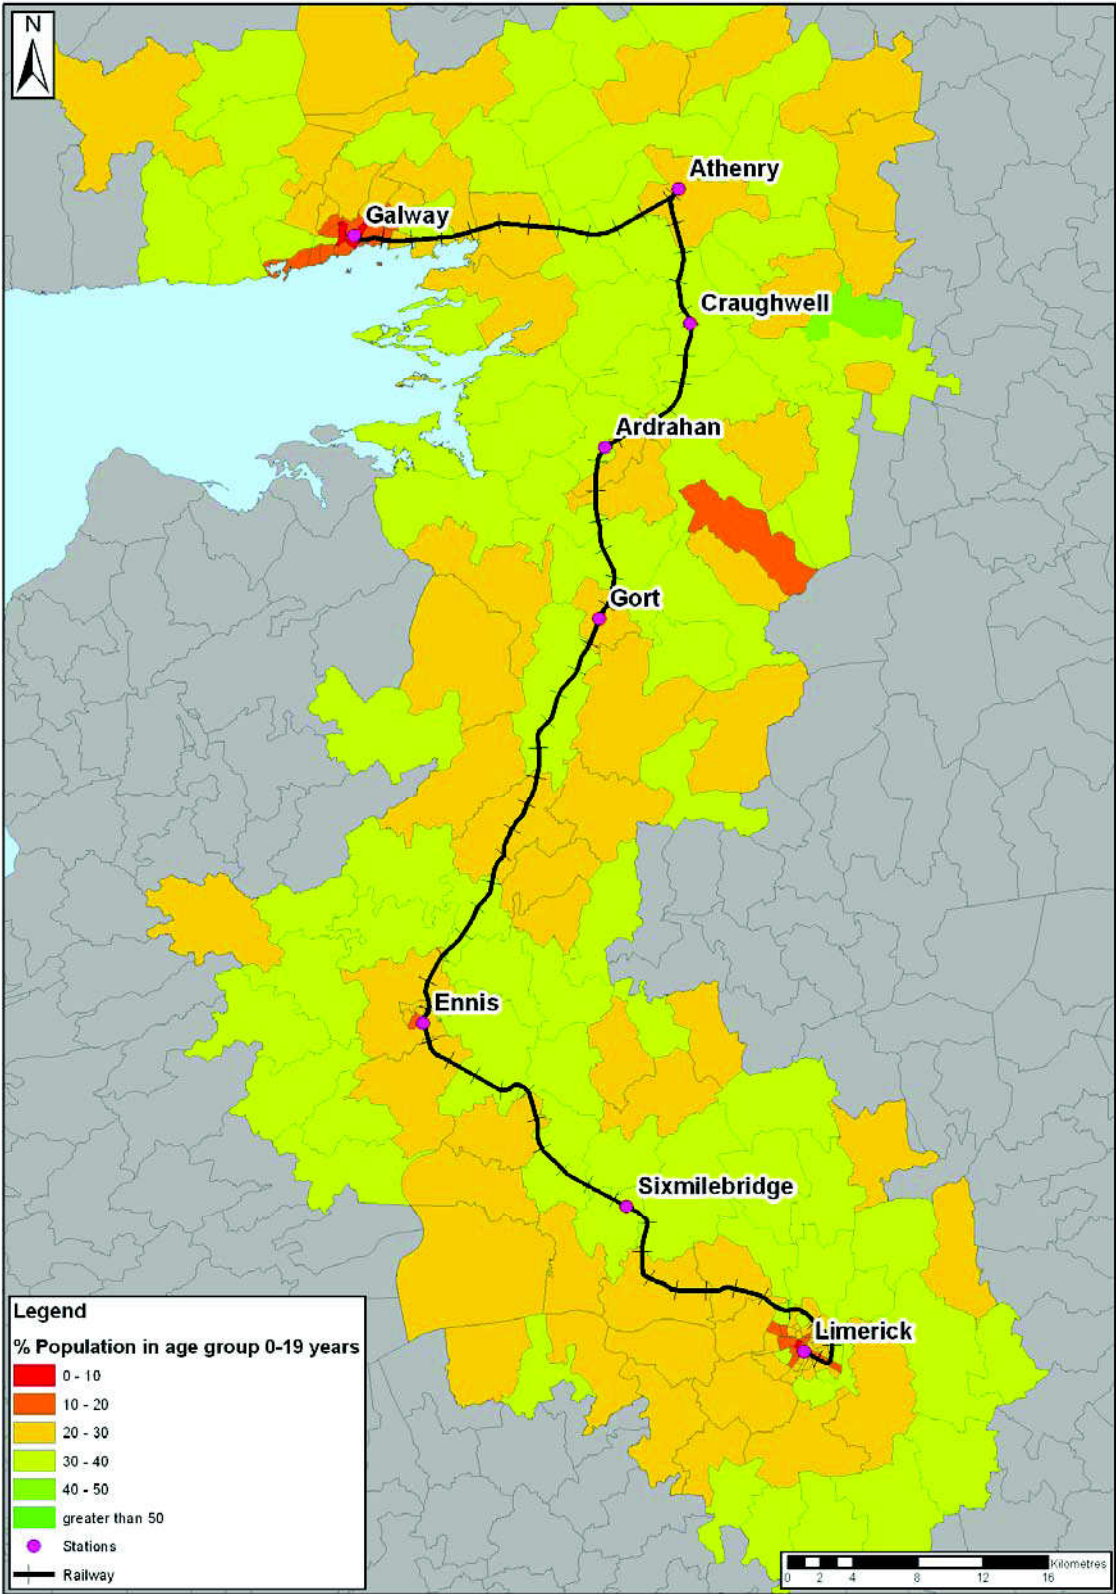 N
Athenry
Galway
Craughwell
Ardrahan
Gort
Ennis
Sixmilebridge
Limerick
Legend
% Population in age group 0-19 years
0 - 10
10 - 20
20 - 30
30 - 40
40 - 50
greater than 50
Stations
Railway
Kilometres
0 2 4 8 12 16